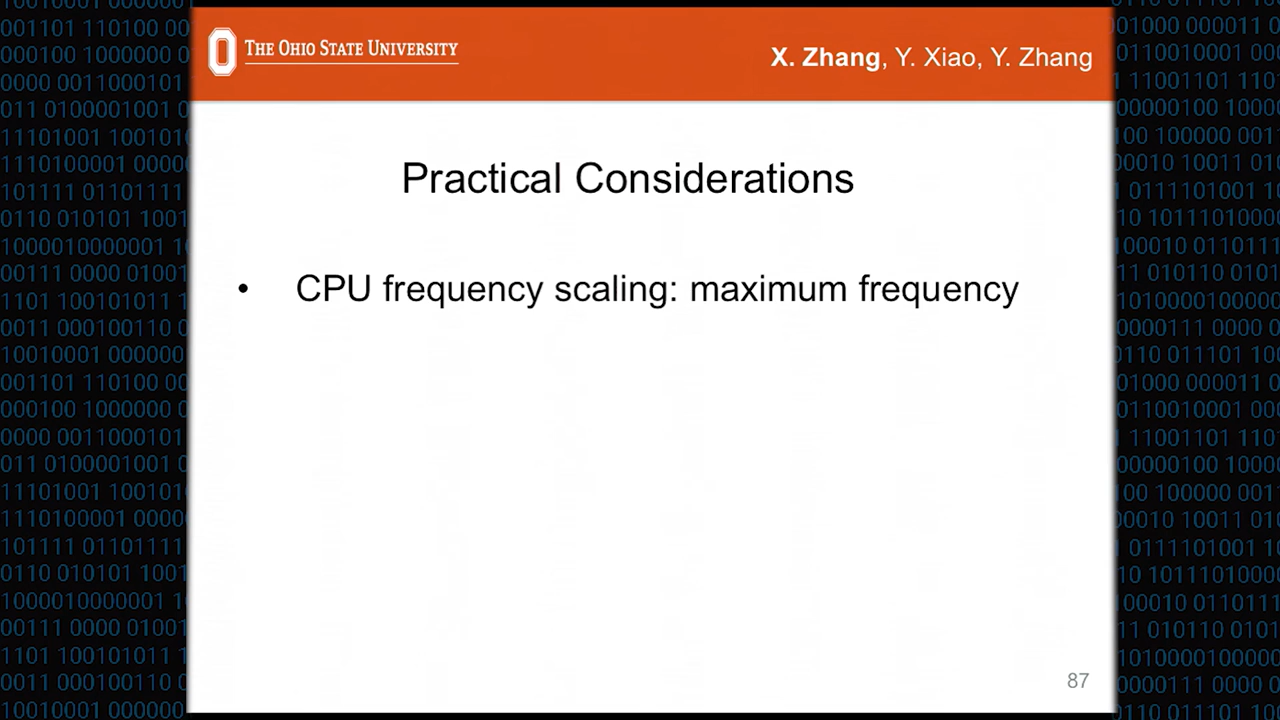 THE OHIO STATE UNIVERSITY
X. Zhang, Y. Xiao, Y. Zhang
Practical Considerations
• CPU frequency scaling: maximum frequency
87